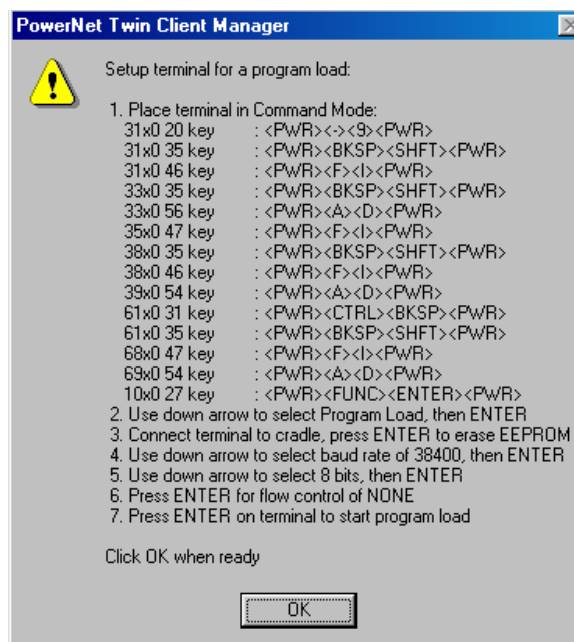 PowerNet Twin Client Manager
Setup terminal for a program load:
1. Place terminal in Command Mode:
31x0 20 key : <PWR><-><9><PWR>
31x0 35 key : <PWR><BKSP><SHFT><PWR>
31x0 46 key : <PWR><F><I><PWR>
33x0 35 key : <PWR><BKSP><SHFT><PWR>
33x0 56 key : <PWR><A><D><PWR>
35x0 47 key : <PWR><F><I><PWR>
38x0 35 key : <PWR><BKSP><SHFT><PWR>
38x0 46 key : <PWR><F><I><PWR>
39x0 54 key : <PWR><A><D><PWR>
61x0 31 key : <PWR><CTRL><BKSP><PWR>
61x0 35 key : <PWR><BKSP><SHFT><PWR>
68x0 47 key : <PWR><F><I><PWR>
69x0 54 key : <PWR><A><D><PWR>
10x0 27 key : <PWR><FUNC><ENTER><PWR>
2. Use down arrow to select Program Load, then ENTER
3. Connect terminal to cradle, press ENTER to erase EEPROM
4. Use down arrow to select baud rate of 38400, then ENTER
5. Use down arrow to select 8 bits, then ENTER
6. Press ENTER for flow control of NONE
7. Press ENTER on terminal to start program load
Click OK when ready
OK